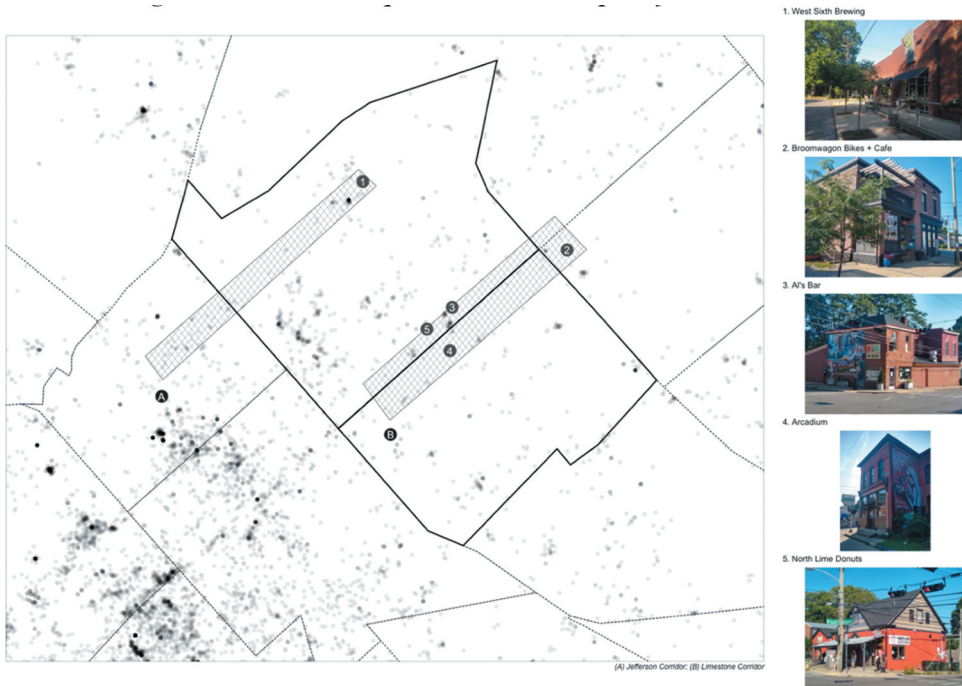 1. West Sixth Brewing
1
2. Broomwagon Bikes + Cafe
2
3. Al's Bar
3
5
4
A
B
4. Arcadium
5. North Lime Donuts
(A) Jefferson Corridor; (B) Limestone Corridor